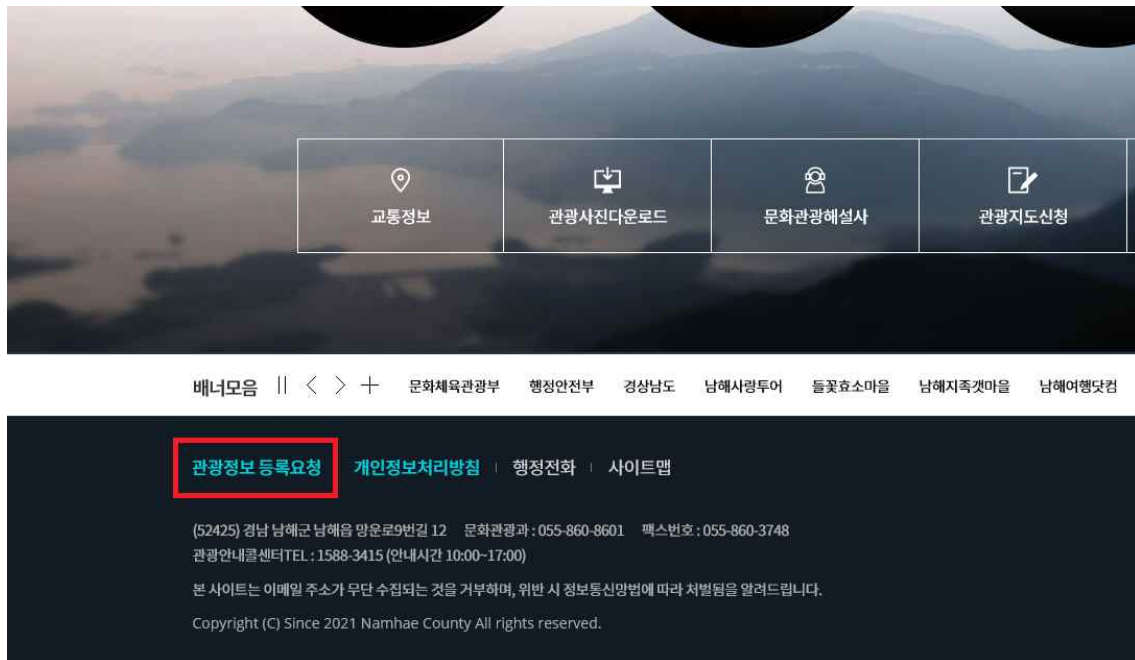 교통정보 관광사진다운로드 문화관광해설사 관광지도신청
배너모음 문화체육관광부 행정안전부 경상남도 남해사랑투어 들꽃효소마을 남해지족갯마을 남해여행닷컴
관광정보 등록요청 개인정보처리방침 행정전화 사이트맵
(52425) 경남 남해군 남해읍 망운로9번길 12 문화관광과 : 055-860-8601 팩스번호 : 055-860-3748
관광안내콜센터TEL : 1588-3415 (안내시간 10:00~17:00)
본 사이트는 이메일 주소가 무단 수집되는 것을 거부하며, 위반 시 정보통신망법에 따라 처벌됨을 알려드립니다.
Copyright (C) Since 2021 Namhae County All rights reserved.